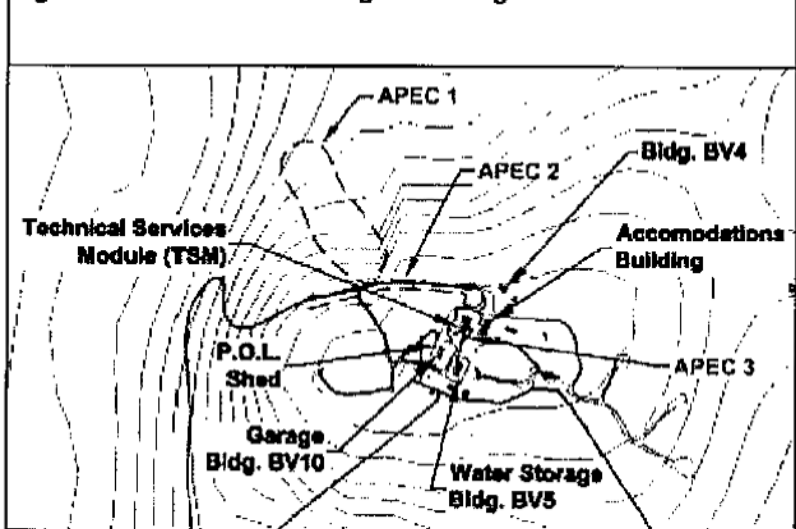 APEC 1
Bldg. BV4
APEC 2
Technical Services
Module (TSM)
Accomodations
Building
P.O.L.
Shed
APEC 3
Garage
Bldg. BV10
Water Storage
Bldg. BV5